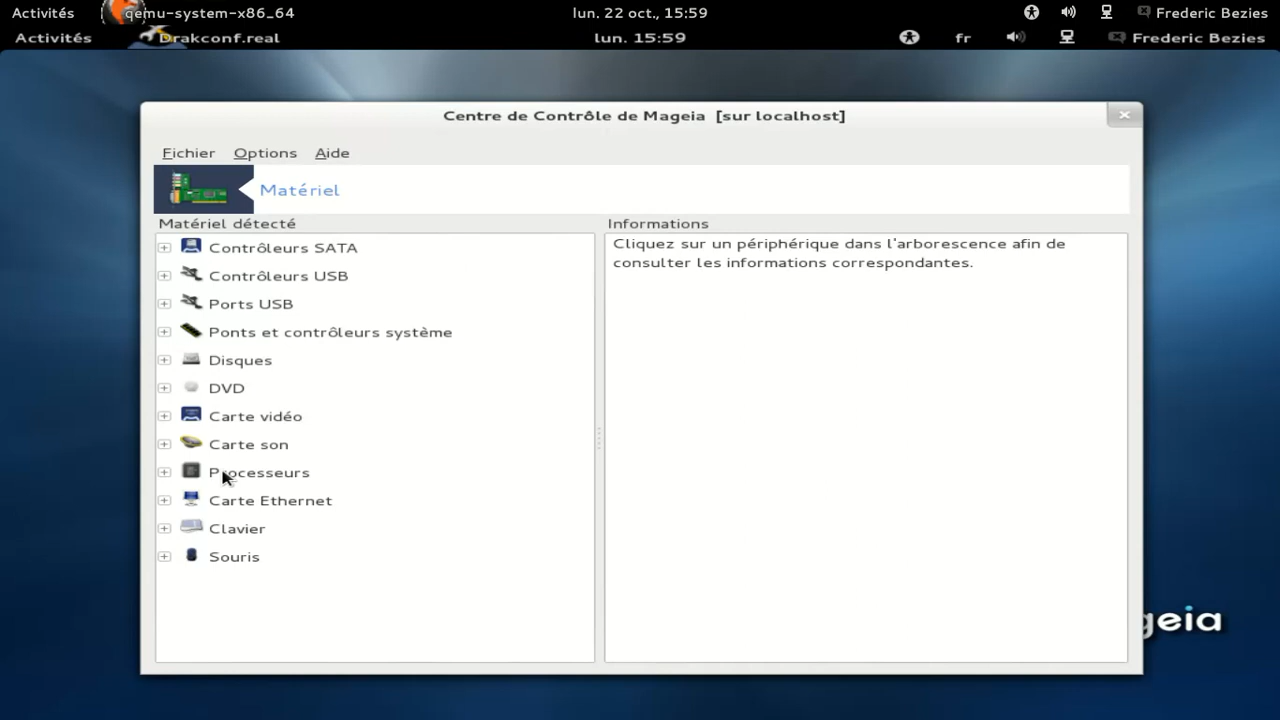 Activités qemu-system-x86_64 lun. 22 oct., 15:59 Frederic Bezies
Activités Drakconf.real lun. 15:59 fr Frederic Bezies
Centre de Contrôle de Mageia [sur localhost]
Fichier Options Aide
Matériel
Matériel détecté
Contrôleurs SATA
Contrôleurs USB
Ports USB
Ponts et contrôleurs système
Disques
DVD
Carte vidéo
Carte son
Processeurs
Carte Ethernet
Clavier
Souris
Informations
Cliquez sur un périphérique dans l'arborescence afin de
consulter les informations correspondantes.
geia